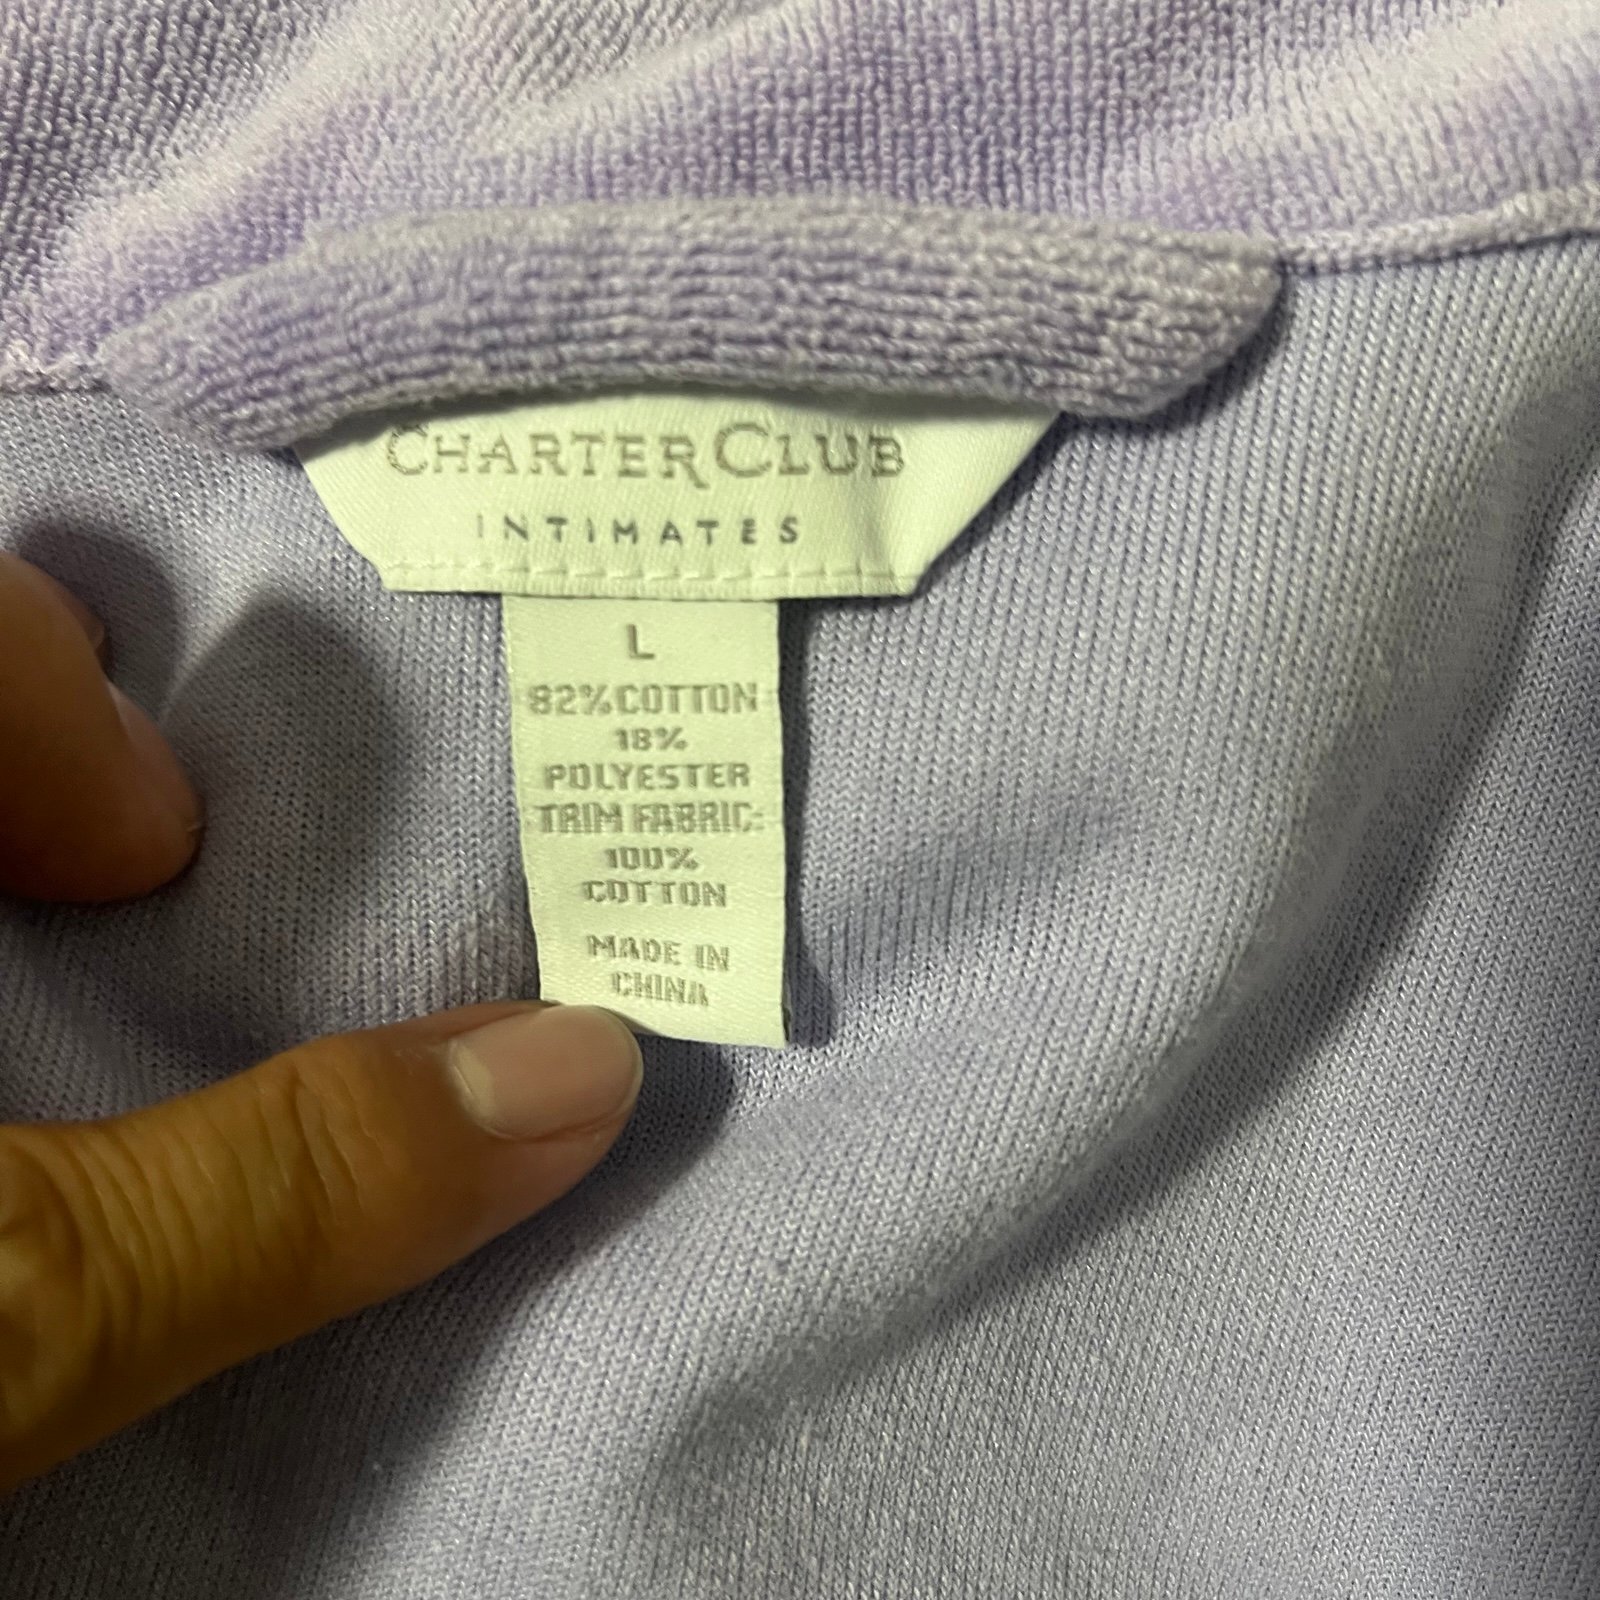 CHARTER CLUB
INTIMATES
L
82% COTTON
18%
POLYESTER
TRIM FABRIC:
100%
COTTON
MADE IN
CHINA